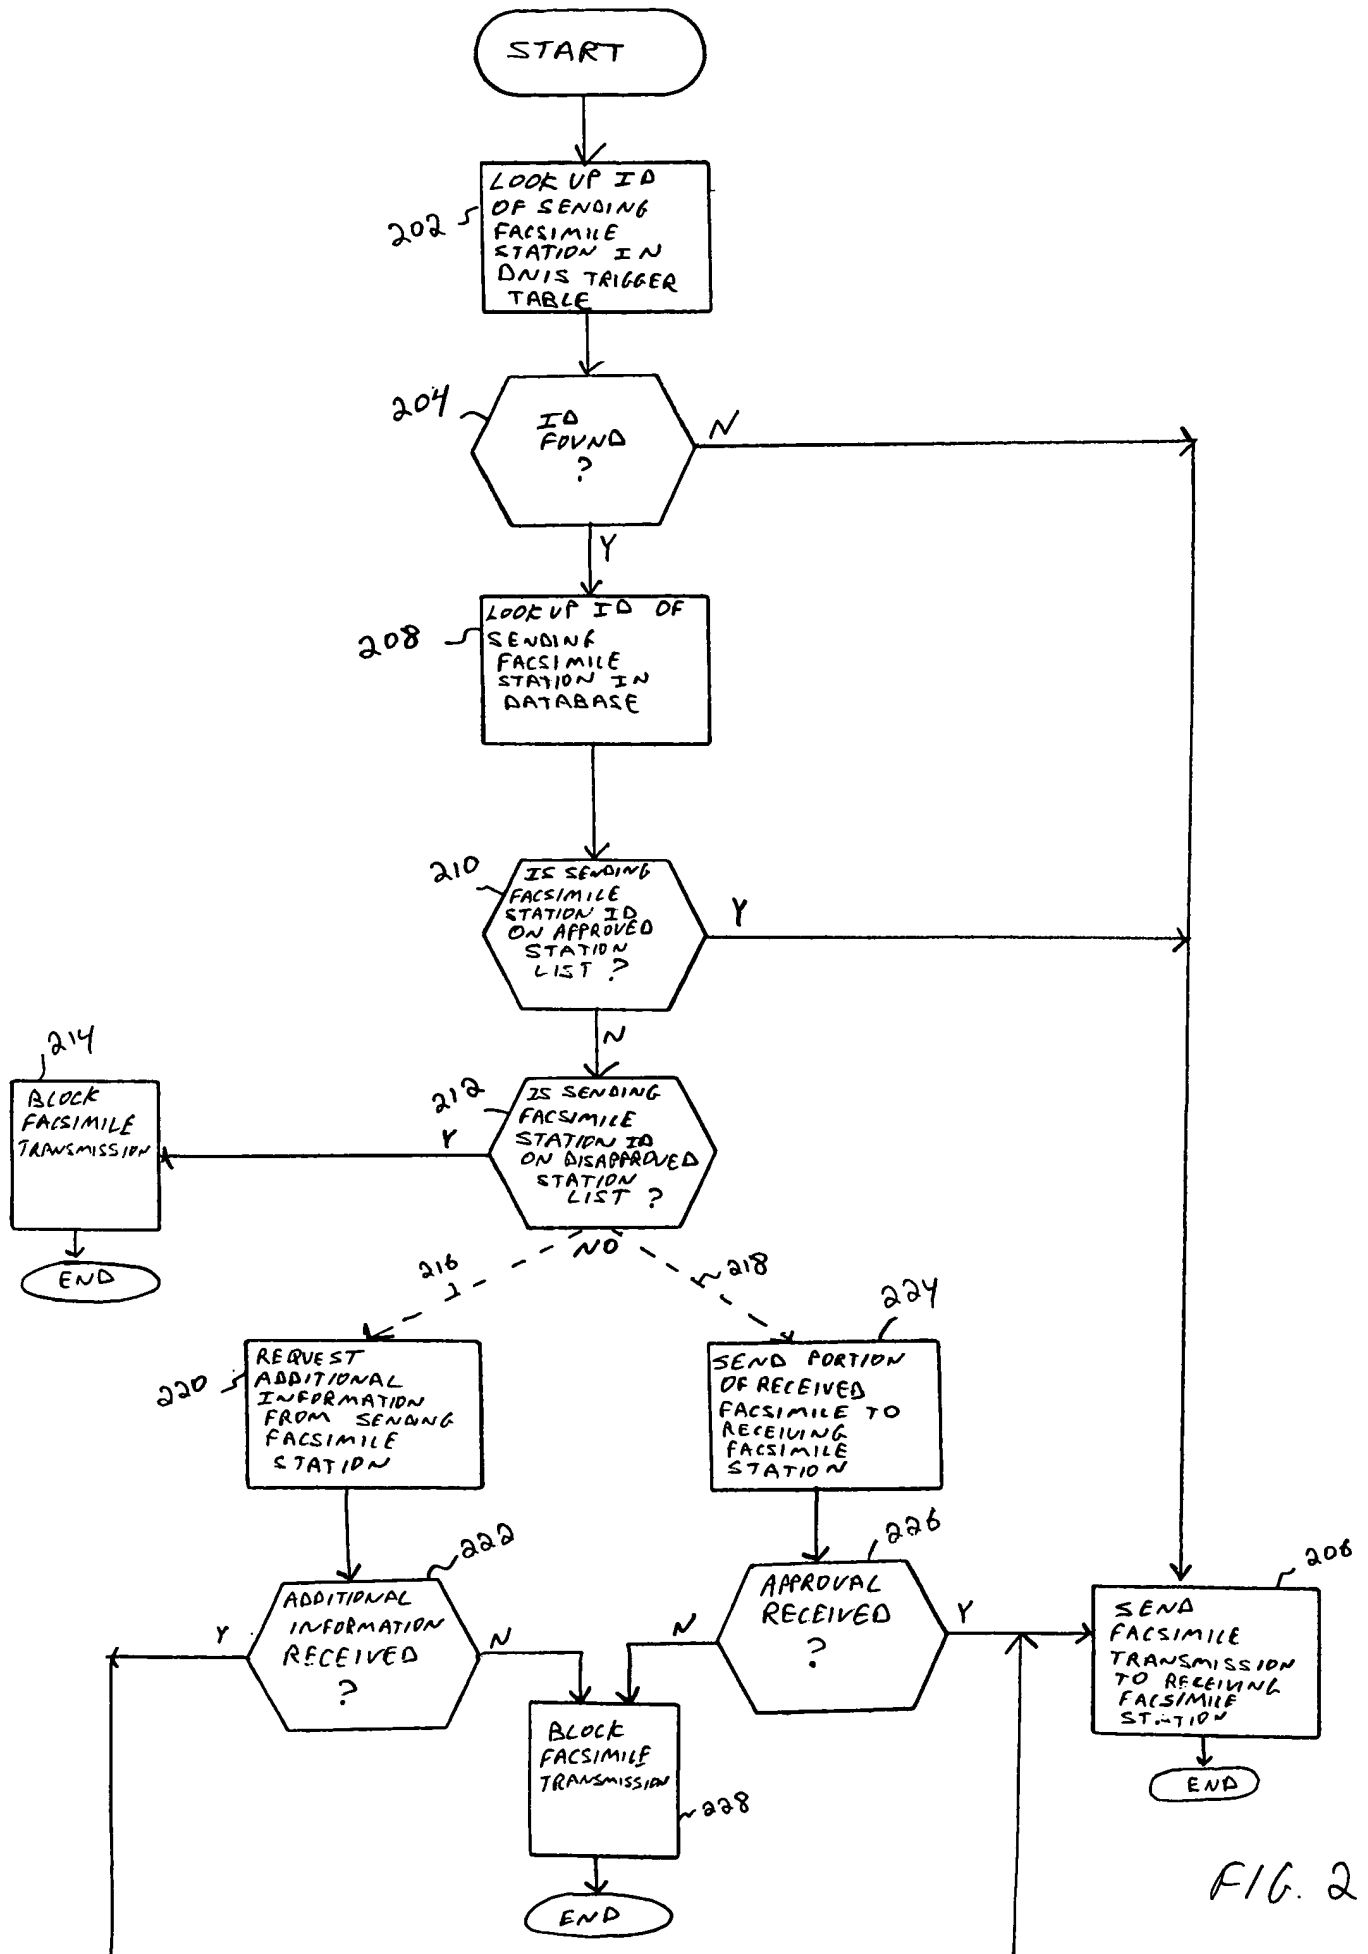 START
202
LOOK UP ID
OF SENDING
FACSIMILE
STATION IN
DNIS TRIGGER
TABLE
204
ID
FOUND
?
N
Y
208
LOOK UP ID OF
SENDING
FACSIMILE
STATION IN
DATABASE
210
IS SENDING
FACSIMILE
STATION ID
ON APPROVED
STATION
LIST ?
Y
N
214
BLOCK
FACSIMILE
TRANSMISSION
END
212
IS SENDING
FACSIMILE
STATION ID
ON DISAPPROVED
STATION
LIST ?
Y
NO
216
218
220
REQUEST
ADDITIONAL
INFORMATION
FROM SENDING
FACSIMILE
STATION
224
SEND PORTION
OF RECEIVED
FACSIMILE TO
RECEIVING
FACSIMILE
STATION
222
ADDITIONAL
INFORMATION
RECEIVED
?
Y
N
226
APPROVAL
RECEIVED
?
N
Y
206
SEND
FACSIMILE
TRANSMISSION
TO RECEIVING
FACSIMILE
STATION
END
BLOCK
FACSIMILE
TRANSMISSION
228
END
FIG. 2